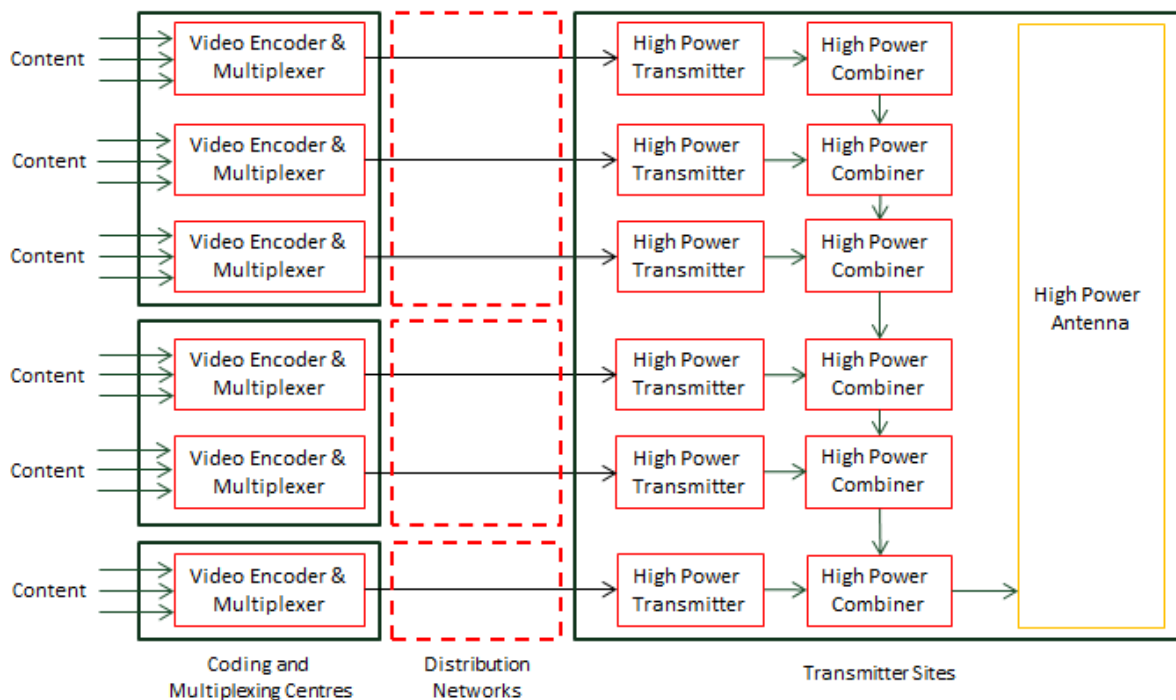 Content
Video Encoder &
Multiplexer
High Power
Transmitter
High Power
Combiner
Content
Video Encoder &
Multiplexer
High Power
Transmitter
High Power
Combiner
Content
Video Encoder &
Multiplexer
High Power
Transmitter
High Power
Combiner
High Power
Antenna
Content
Video Encoder &
Multiplexer
High Power
Transmitter
High Power
Combiner
Content
Video Encoder &
Multiplexer
High Power
Transmitter
High Power
Combiner
Content
Video Encoder &
Multiplexer
High Power
Transmitter
High Power
Combiner
Coding and
Multiplexing Centres
Distribution
Networks
Transmitter Sites